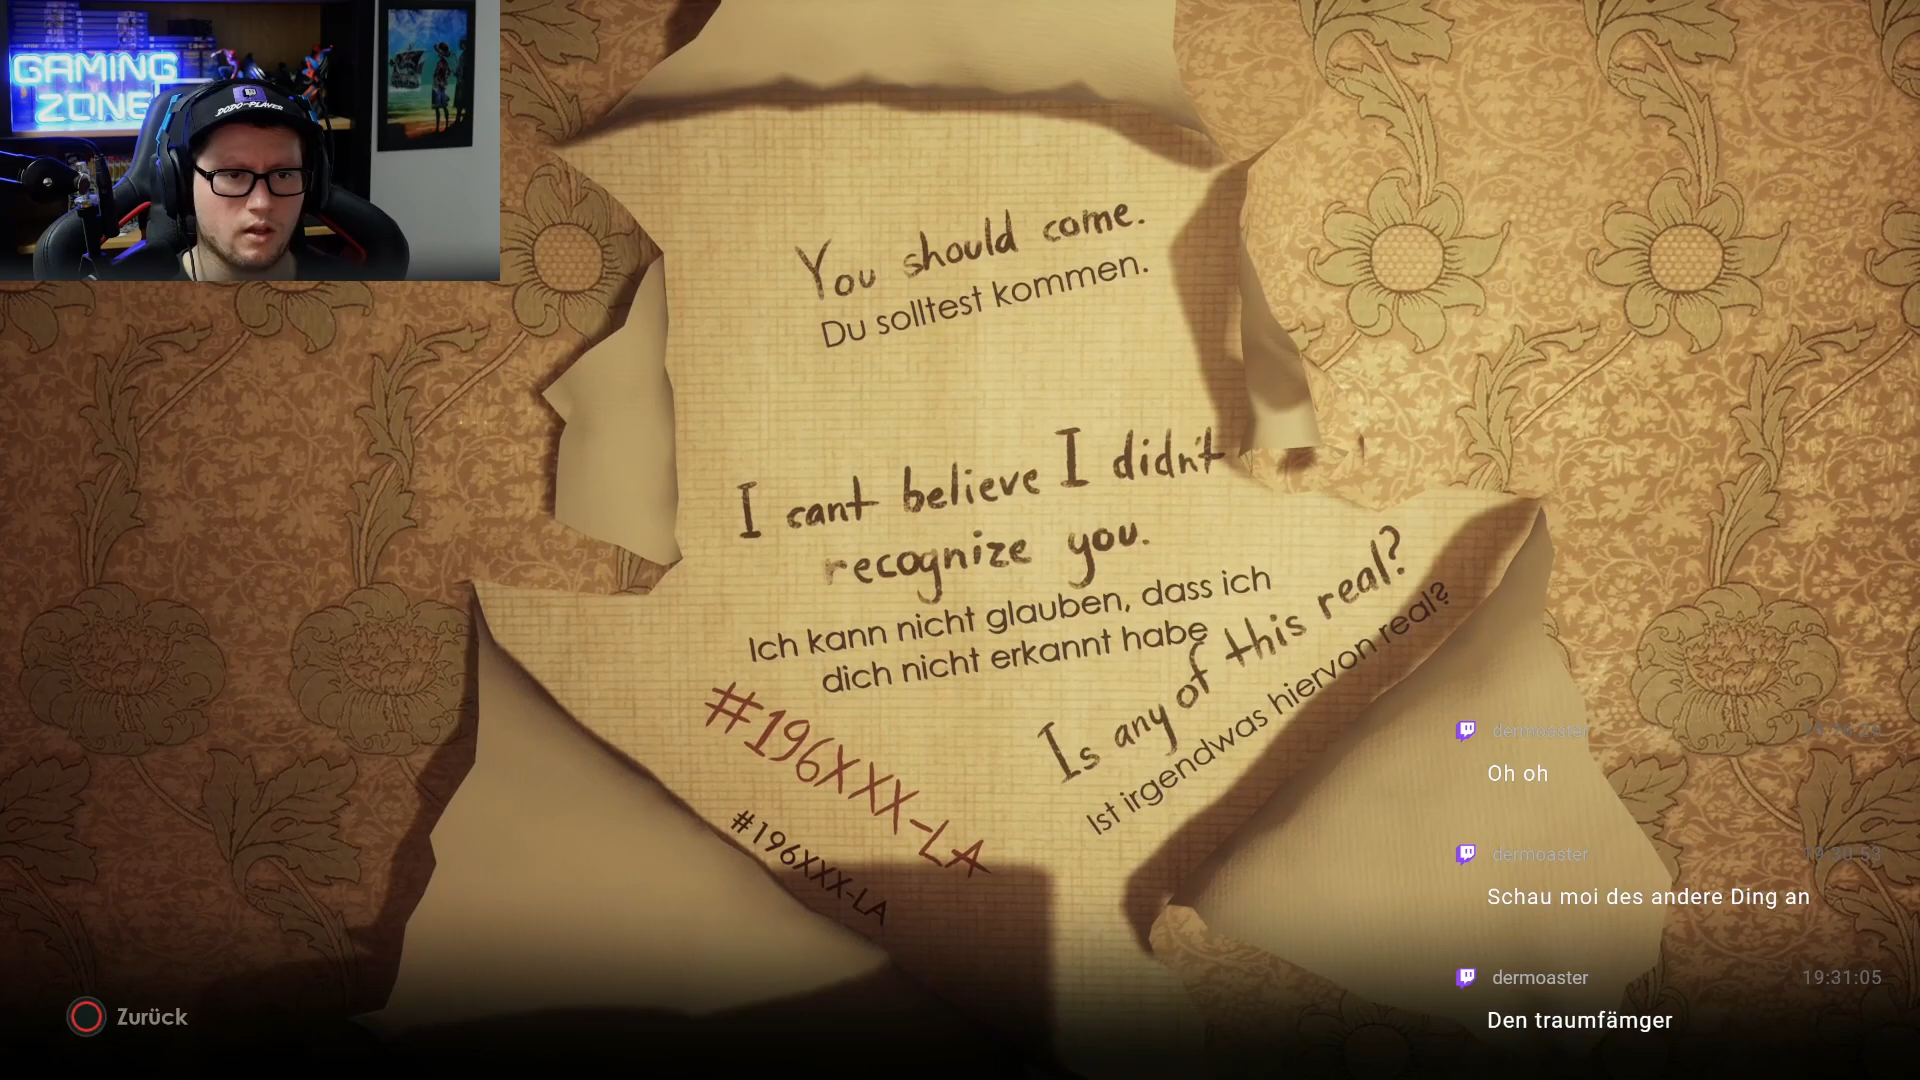 GAMING
ZONE
DODO-PLAYER
You should come.
Du solltest kommen.
I cant believe I didn't
recognize you.
Ich kann nicht glauben, dass ich
dich nicht erkannt habe
Is any of this real?
Ist irgendwas hiervon real?
#196XXX-LA
#196XXX-LA
dermoaster
Oh oh
dermoaster
Schau moi des andere Ding an
dermoaster 19:31:05
Den traumfämger
Zurück